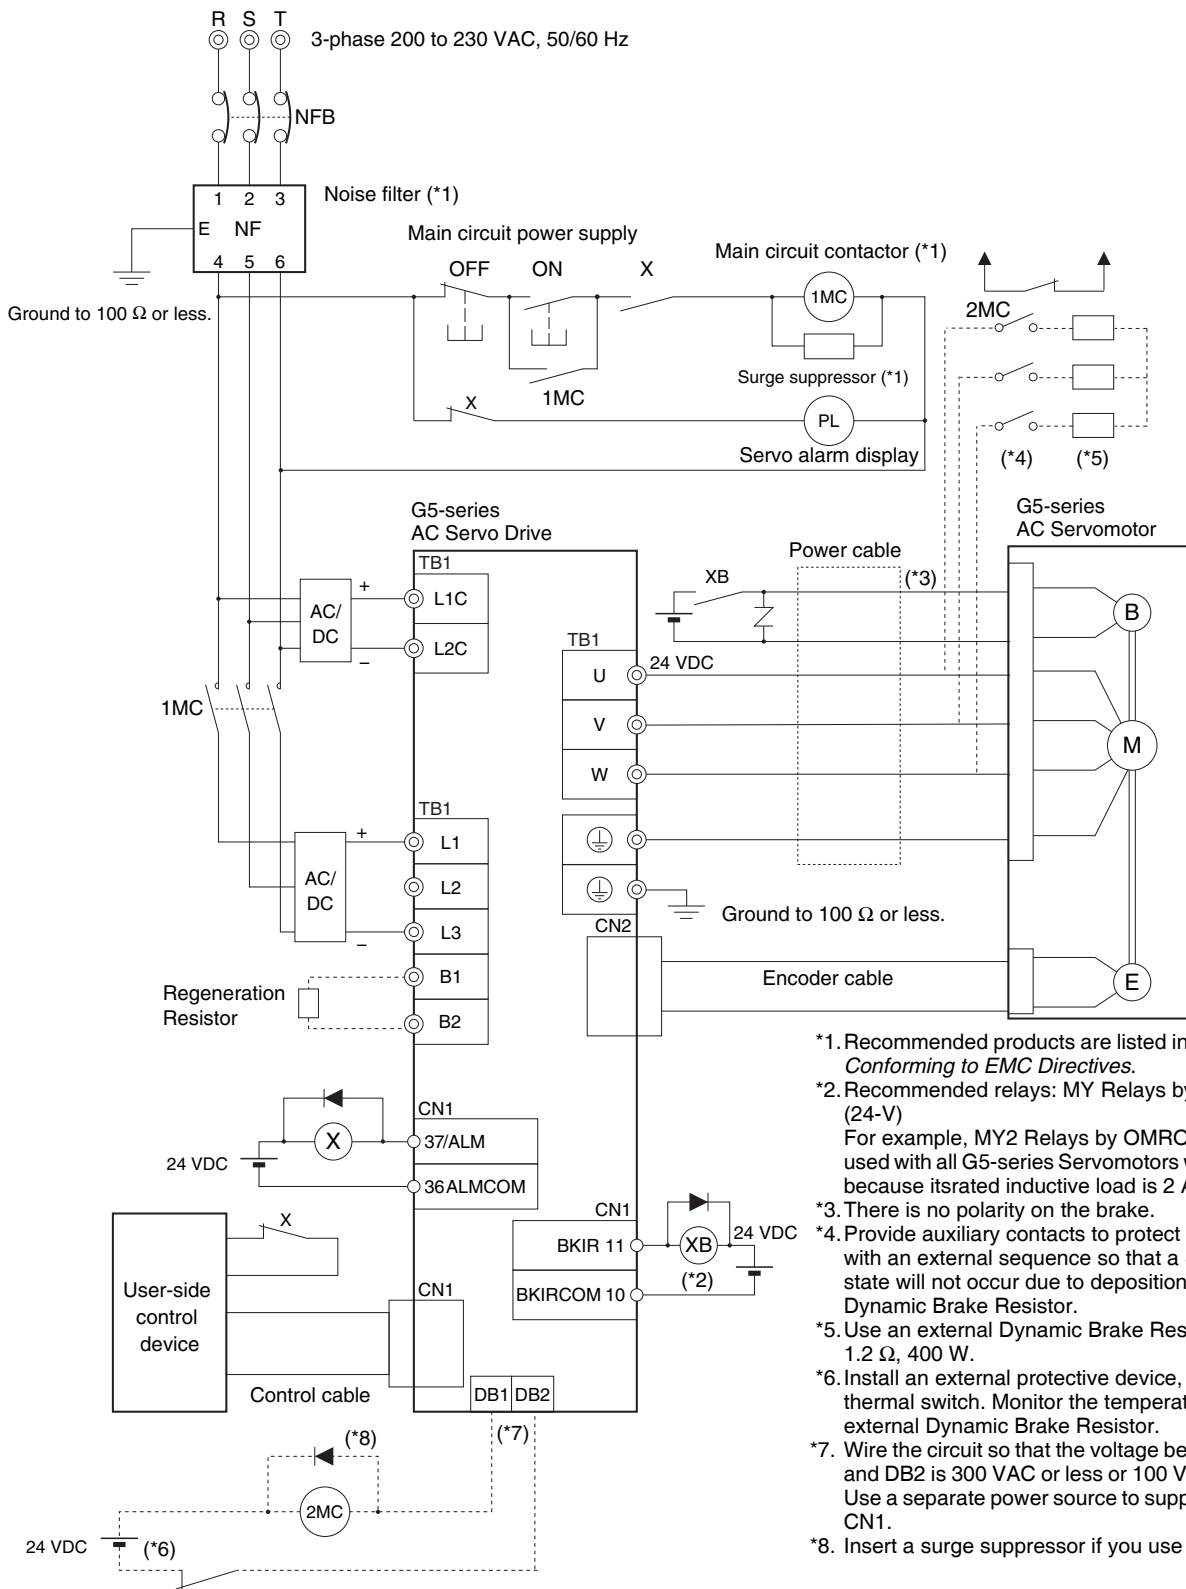 R S T
3-phase 200 to 230 VAC, 50/60 Hz
NFB
1 2 3
Noise filter (*1)
E NF
4 5 6
Ground to 100 Ω or less.
Main circuit power supply
OFF ON X
Main circuit contactor (*1)
1MC
2MC
Surge suppressor (*1)
1MC
X
PL
Servo alarm display
(*4) (*5)
G5-series
AC Servo Drive
G5-series
AC Servomotor
TB1
+
AC/
DC
–
L1C
L2C
Power cable
(*3)
XB
B
24 VDC
TB1
U
V
W
M
1MC
TB1
+
AC/
DC
–
L1
L2
L3
B1
B2
Ground to 100 Ω or less.
CN2
Encoder cable
E
Regeneration
Resistor
CN1
X
37/ALM
24 VDC
36ALMCOM
CN1
BKIR 11
XB
24 VDC
(*2)
BKIRCOM 10
X
User-side
control
device
CN1
Control cable
DB1 DB2
(*7)
(*8)
2MC
24 VDC
(*6)
*1. Recommended products are listed in
Conforming to EMC Directives.
*2. Recommended relays: MY Relays by
(24-V)
For example, MY2 Relays by OMRO
used with all G5-series Servomotors
because itsrated inductive load is 2 A
*3. There is no polarity on the brake.
*4. Provide auxiliary contacts to protect
with an external sequence so that a
state will not occur due to deposition
Dynamic Brake Resistor.
*5. Use an external Dynamic Brake Res
1.2 Ω, 400 W.
*6. Install an external protective device,
thermal switch. Monitor the temperat
external Dynamic Brake Resistor.
*7. Wire the circuit so that the voltage be
and DB2 is 300 VAC or less or 100 V
Use a separate power source to supp
CN1.
*8. Insert a surge suppressor if you use